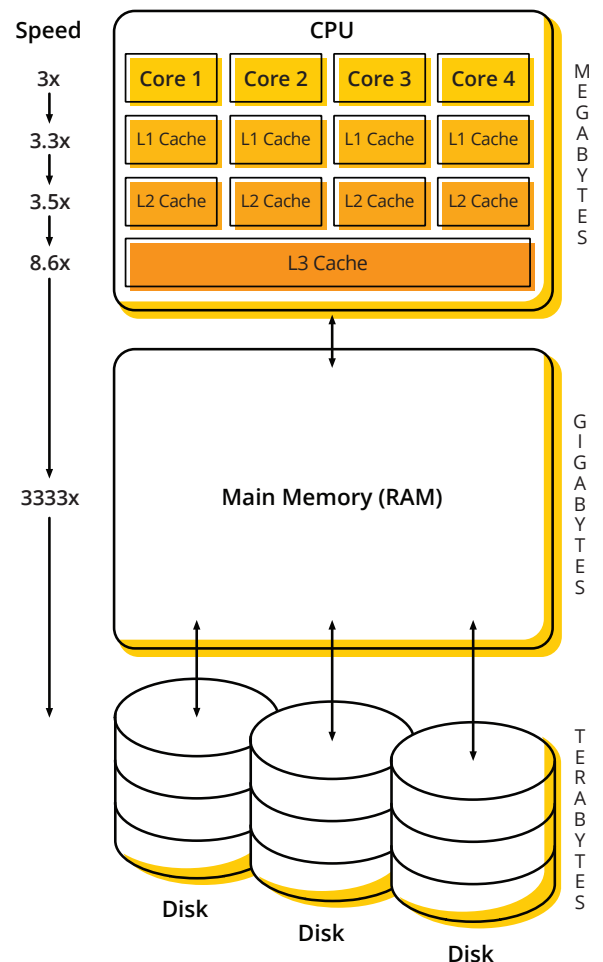 Speed
CPU
3x
Core 1
Core 2
Core 3
Core 4
3.3x
L1 Cache
L1 Cache
L1 Cache
L1 Cache
3.5x
L2 Cache
L2 Cache
L2 Cache
L2 Cache
8.6x
L3 Cache
MEGABYTES
3333x
Main Memory (RAM)
GIGABYTES
TERABYTES
Disk
Disk
Disk